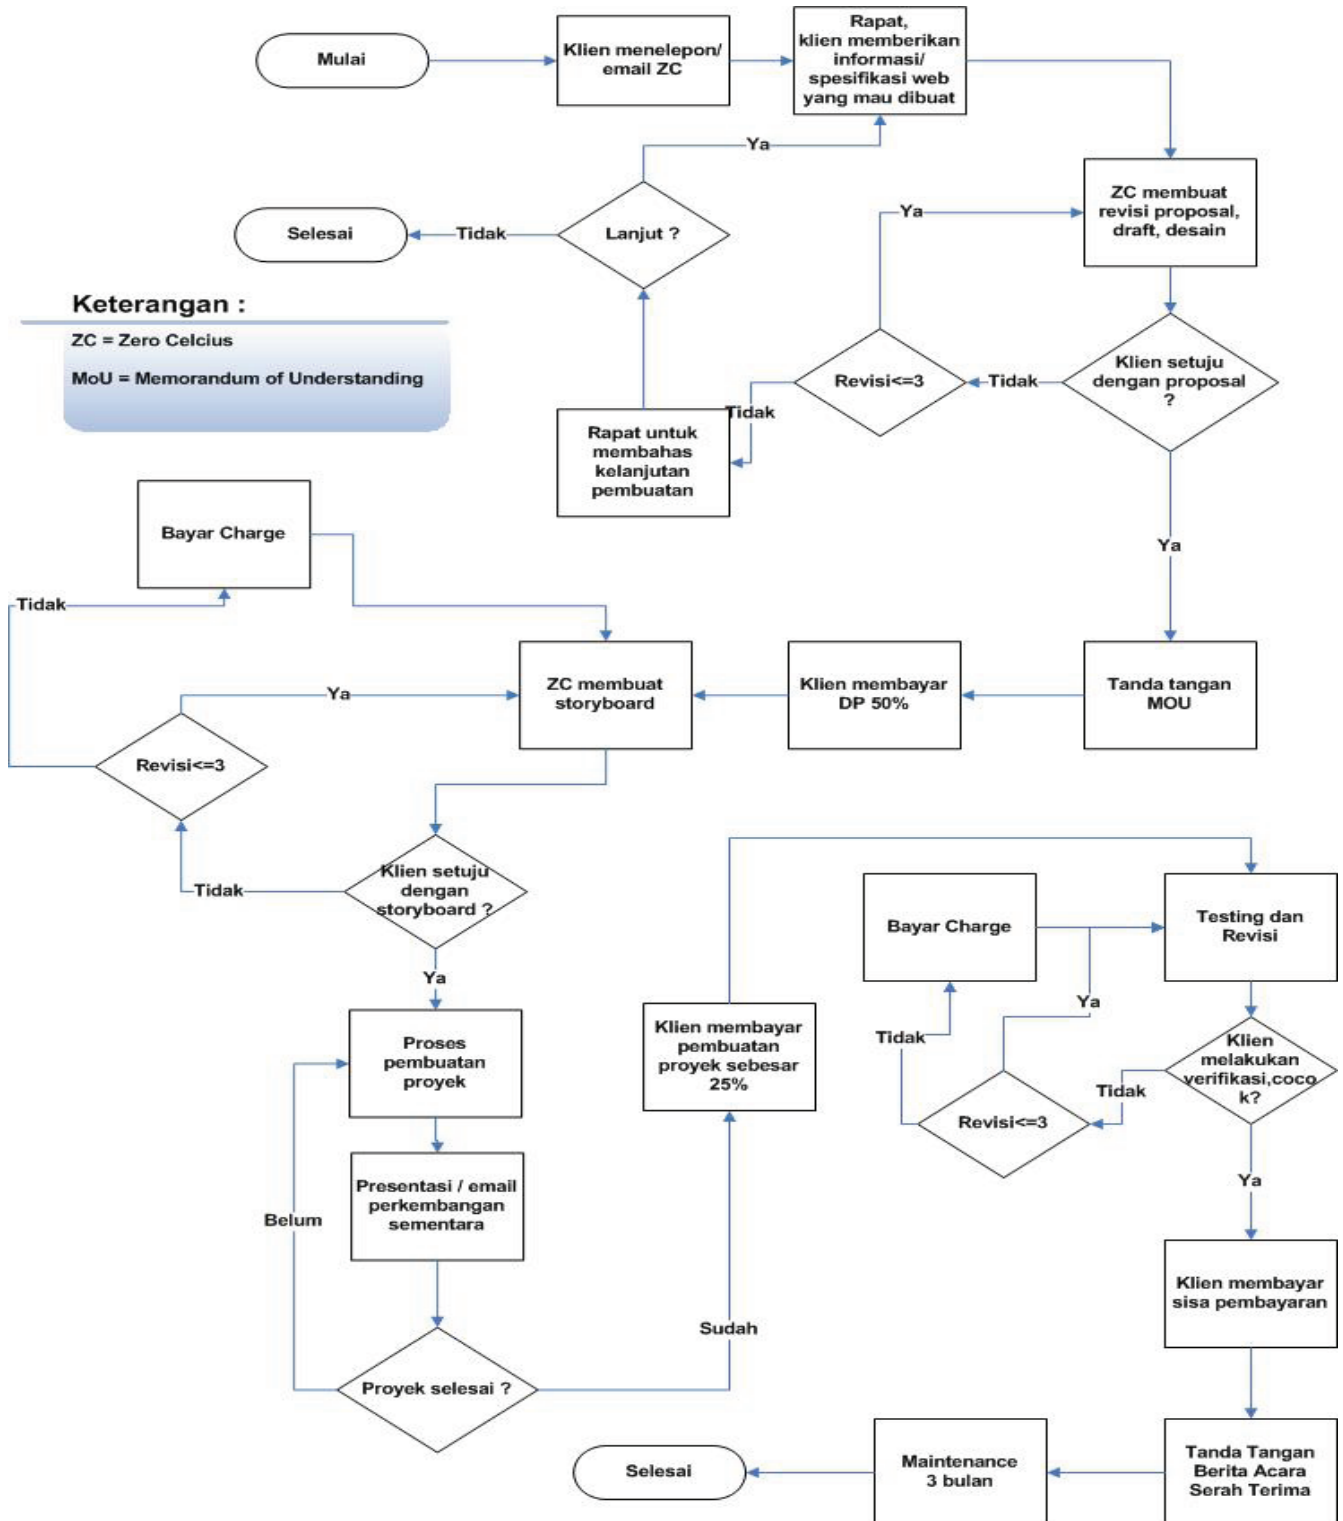 Mulai
Klien menelepon/
email ZC
Rapat,
klien memberikan
informasi/
spesifikasi web
yang mau dibuat
Ya
ZC membuat
revisi proposal,
draft, desain
Ya
Selesai
Tidak
Lanjut ?
Keterangan :
ZC = Zero Celcius
MoU = Memorandum of Understanding
Klien setuju
dengan proposal
?
Tidak
Revisi<=3
Tidak
Rapat untuk
membahas
kelanjutan
pembuatan
Ya
Bayar Charge
Tidak
Tanda tangan
MOU
Klien membayar
DP 50%
ZC membuat
storyboard
Ya
Revisi<=3
Tidak
Klien setuju
dengan
storyboard ?
Ya
Proses
pembuatan
proyek
Presentasi / email
perkembangan
sementara
Belum
Proyek selesai ?
Sudah
Klien membayar
pembuatan
proyek sebesar
25%
Testing dan
Revisi
Bayar Charge
Ya
Tidak
Klien
melakukan
verifikasi,coco
k?
Tidak
Revisi<=3
Ya
Klien membayar
sisa pembayaran
Tanda Tangan
Berita Acara
Serah Terima
Maintenance
3 bulan
Selesai